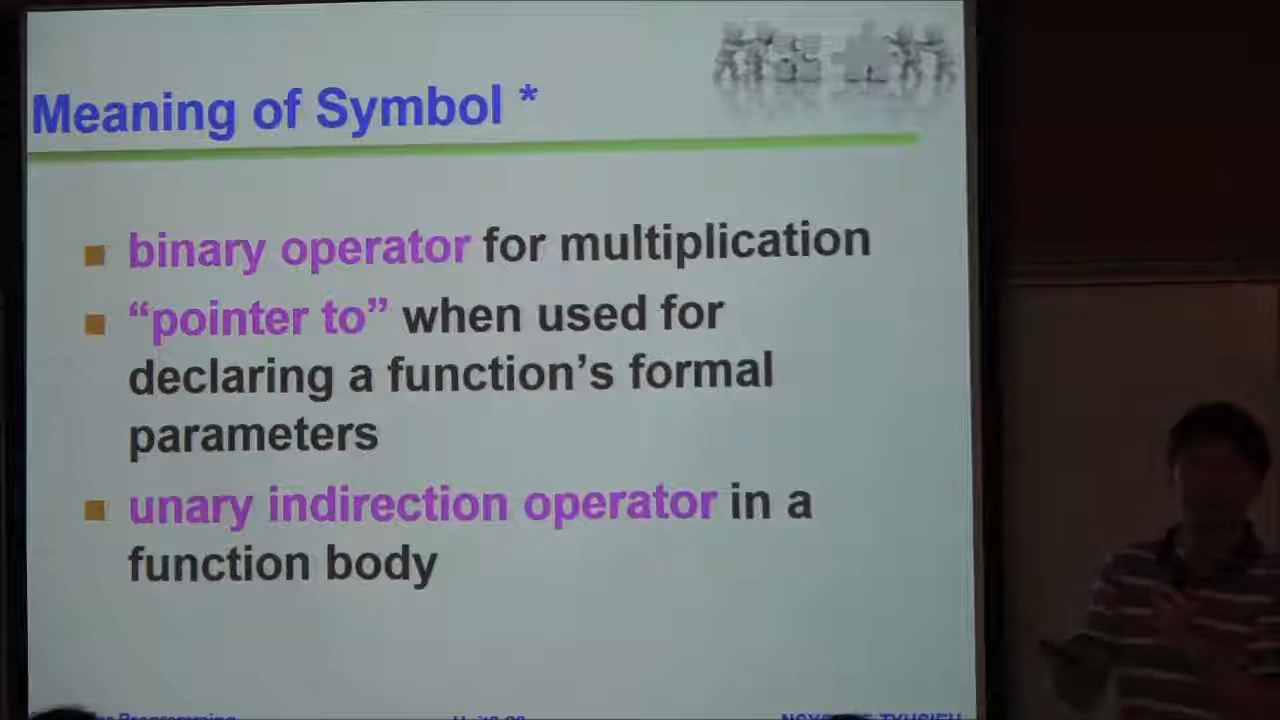 Meaning of Symbol *
binary operator for multiplication
“pointer to” when used for
declaring a function’s formal
parameters
unary indirection operator in a
function body
Programming